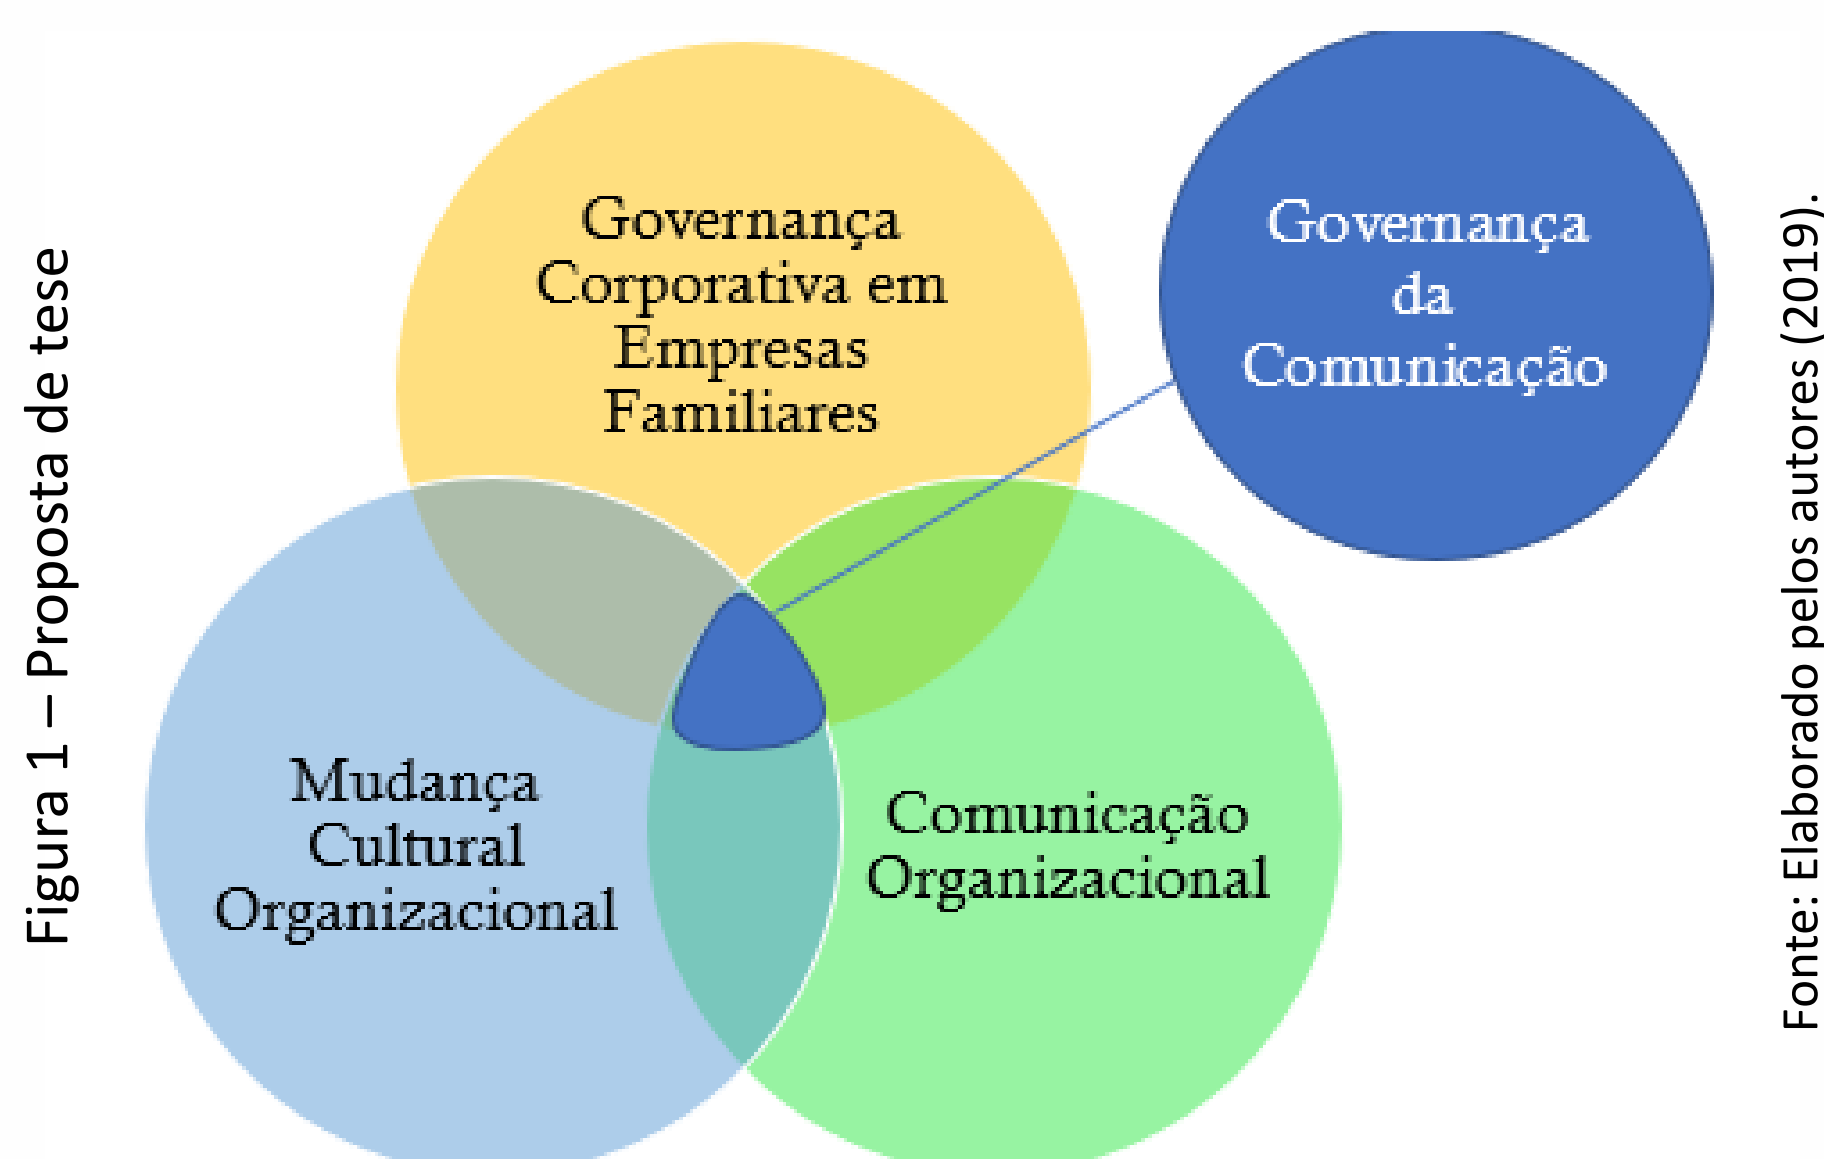 Figura 1 – Proposta de tese
Governança
Corporativa em
Empresas
Familiares
Governança
da
Comunicação
Mudança
Cultural
Organizacional
Comunicação
Organizacional
Fonte: Elaborado pelos autores (2019).